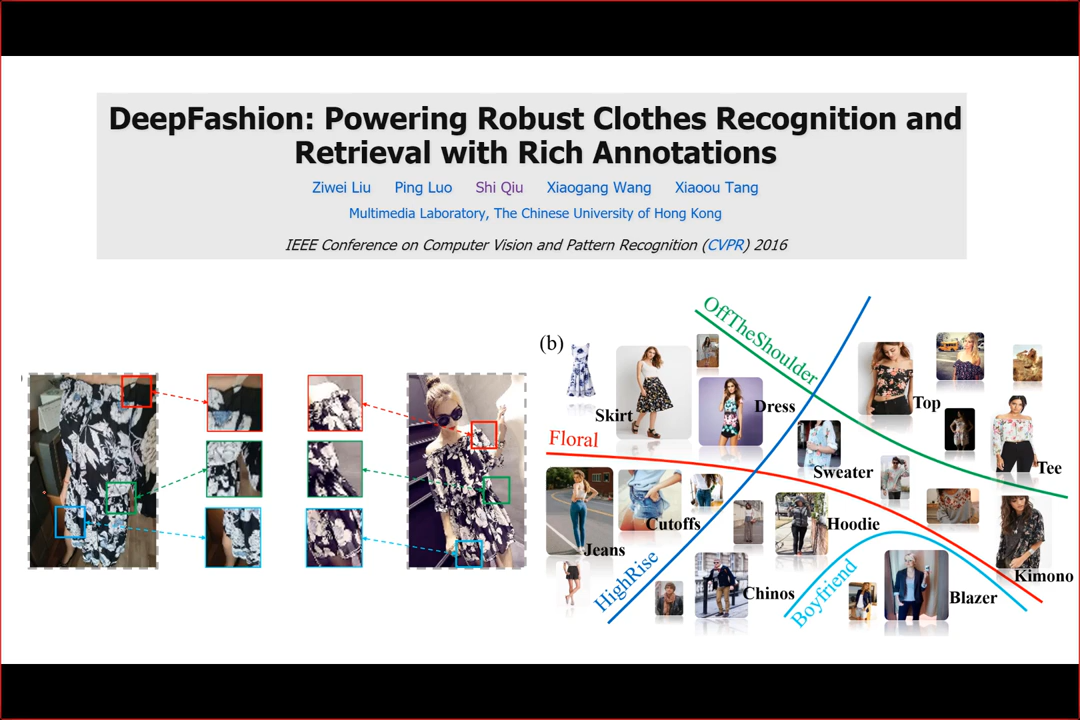 DeepFashion: Powering Robust Clothes Recognition and
Retrieval with Rich Annotations
Ziwei Liu Ping Luo Shi Qiu Xiaogang Wang Xiaoou Tang
Multimedia Laboratory, The Chinese University of Hong Kong
IEEE Conference on Computer Vision and Pattern Recognition (CVPR) 2016
(b)
OffTheShoulder
Skirt
Dress
Top
Floral
Sweater
Tee
Cutoffs
Hoodie
Jeans
HighRise
Chinos
Boyfriend
Kimono
Blazer